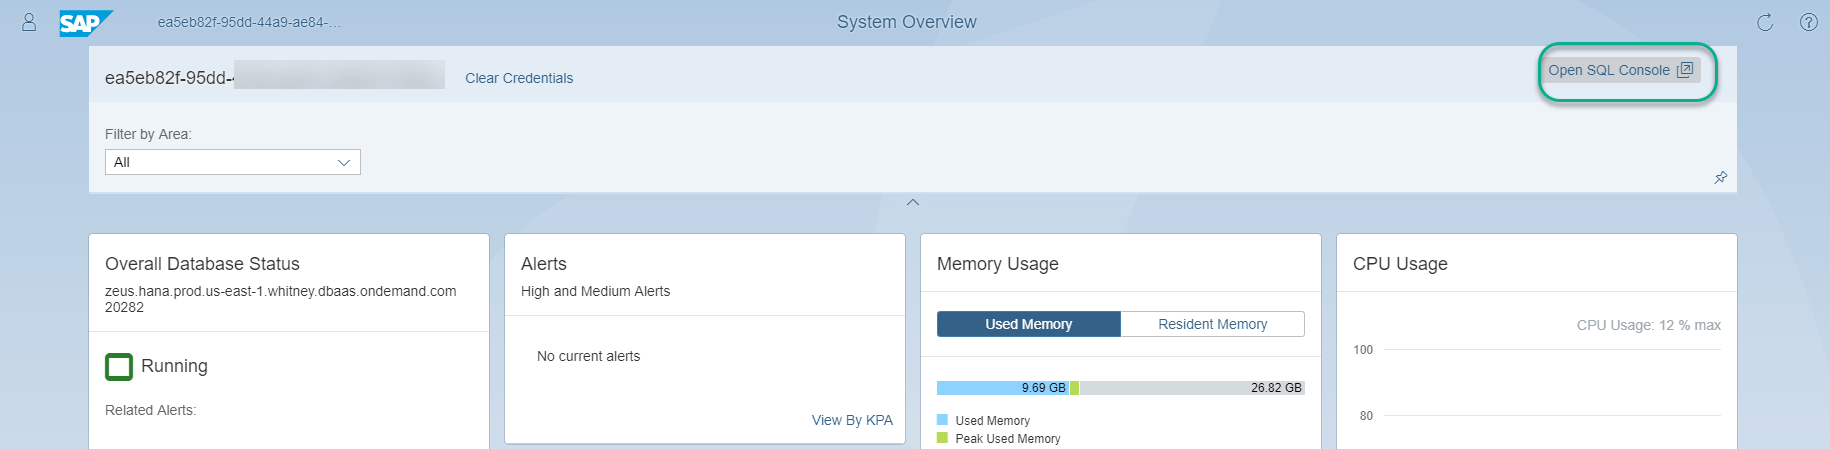 SAP
ea5eb82f-95dd-44a9-ae84-...
System Overview
ea5eb82f-95dd-
Clear Credentials
Open SQL Console
Filter by Area:
All
Overall Database Status
zeus.hana.prod.us-east-1.whitney.dbaas.ondemand.com
20282
Running
Related Alerts:
Alerts
High and Medium Alerts
No current alerts
View By KPA
Memory Usage
Used Memory
Resident Memory
9.69 GB
26.82 GB
Used Memory
Peak Used Memory
CPU Usage
CPU Usage: 12 % max
100
80